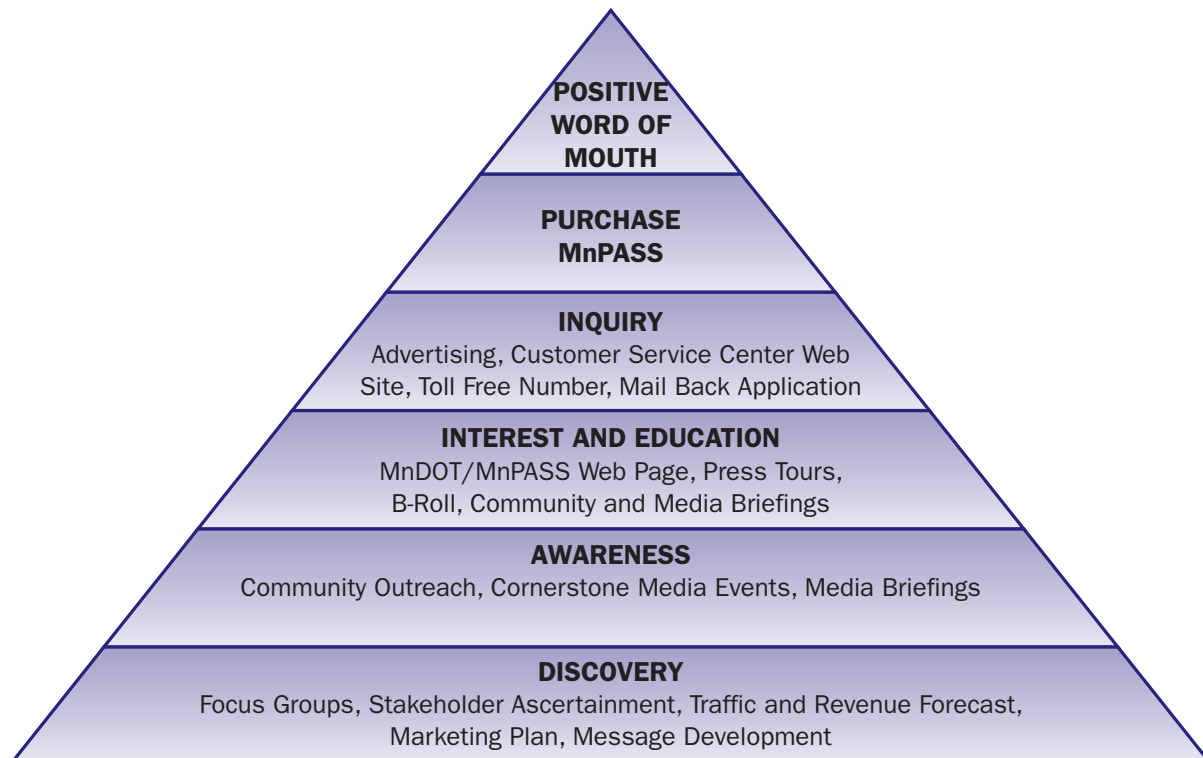 POSITIVE
WORD OF
MOUTH
PURCHASE
MnPASS
INQUIRY
Advertising, Customer Service Center Web
Site, Toll Free Number, Mail Back Application
INTEREST AND EDUCATION
MnDOT/MnPASS Web Page, Press Tours,
B-Roll, Community and Media Briefings
AWARENESS
Community Outreach, Cornerstone Media Events, Media Briefings
DISCOVERY
Focus Groups, Stakeholder Ascertainment, Traffic and Revenue Forecast,
Marketing Plan, Message Development